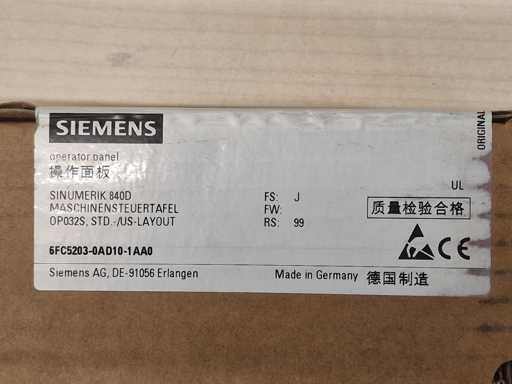 SIEMENS
operator panel
操作面板
SINUMERIK 840D
MASCHINENSTEUERTAFEL
OP032S, STD.-/US-LAYOUT
6FC5203-0AD10-1AA0
Siemens AG, DE-91056 Erlangen
FS: J
FW:
RS: 99
UL
质量检验合格
CE
Made in Germany 德国制造
ORIGINAL